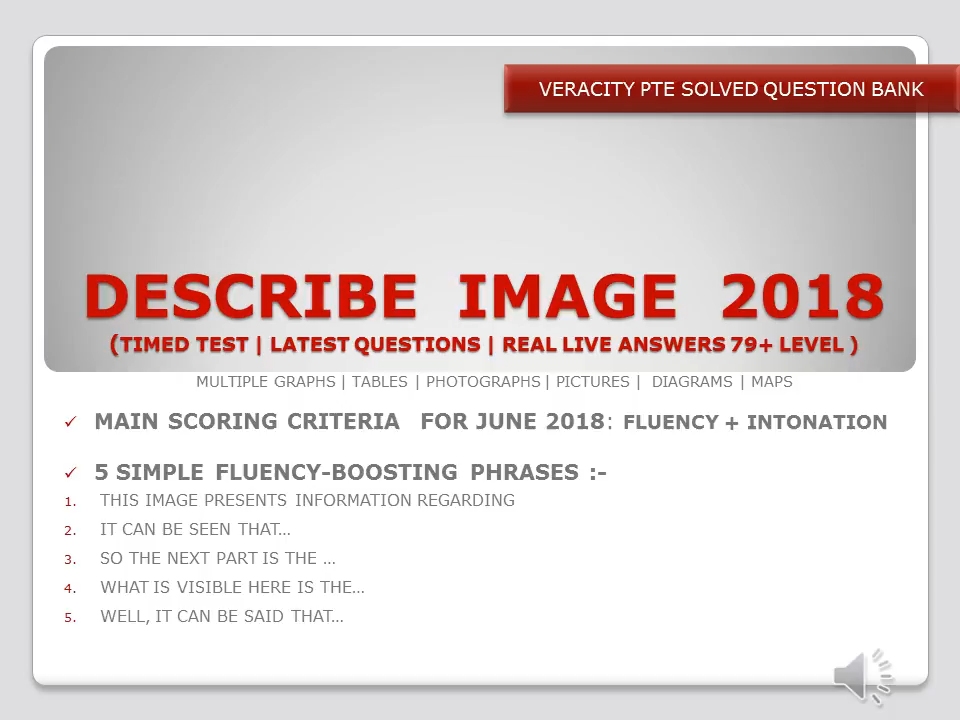 VERACITY PTE SOLVED QUESTION BANK
DESCRIBE IMAGE 2018
(TIMED TEST | LATEST QUESTIONS | REAL LIVE ANSWERS 79+ LEVEL )
MULTIPLE GRAPHS | TABLES | PHOTOGRAPHS | PICTURES | DIAGRAMS | MAPS
✓ MAIN SCORING CRITERIA FOR JUNE 2018: FLUENCY + INTONATION
✓ 5 SIMPLE FLUENCY-BOOSTING PHRASES :-
1. THIS IMAGE PRESENTS INFORMATION REGARDING
2. IT CAN BE SEEN THAT…
3. SO THE NEXT PART IS THE …
4. WHAT IS VISIBLE HERE IS THE…
5. WELL, IT CAN BE SAID THAT…